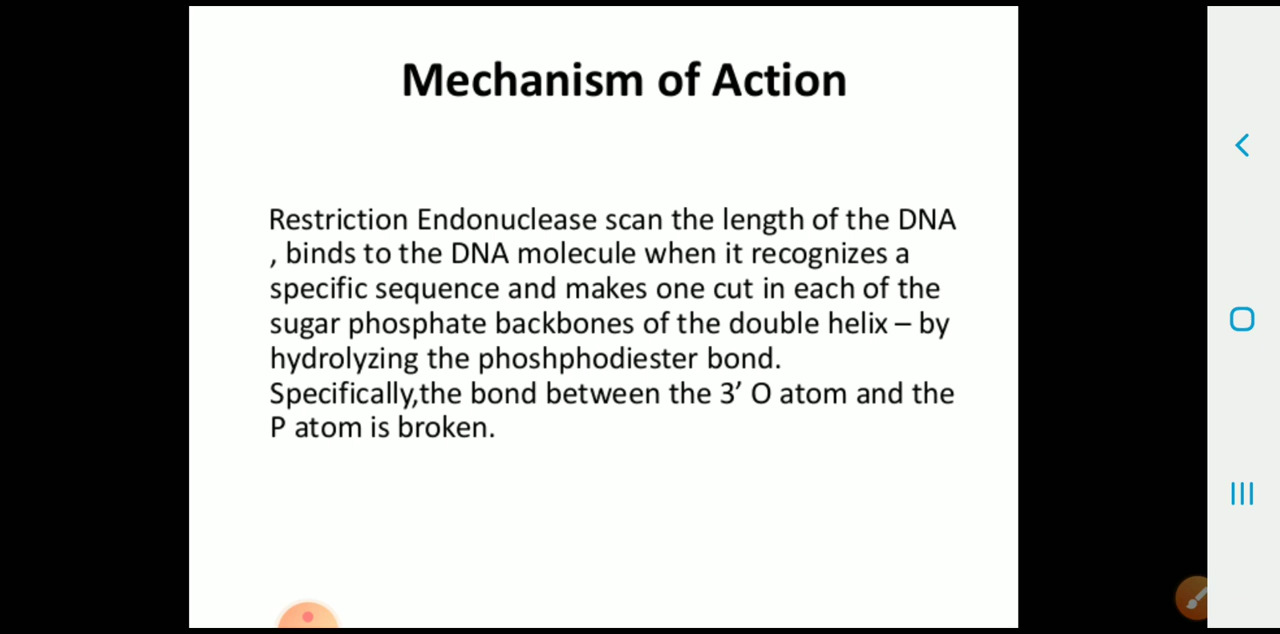 Mechanism of Action
Restriction Endonuclease scan the length of the DNA
, binds to the DNA molecule when it recognizes a
specific sequence and makes one cut in each of the
sugar phosphate backbones of the double helix – by
hydrolyzing the phoshphodiester bond.
Specifically,the bond between the 3′ O atom and the
P atom is broken.